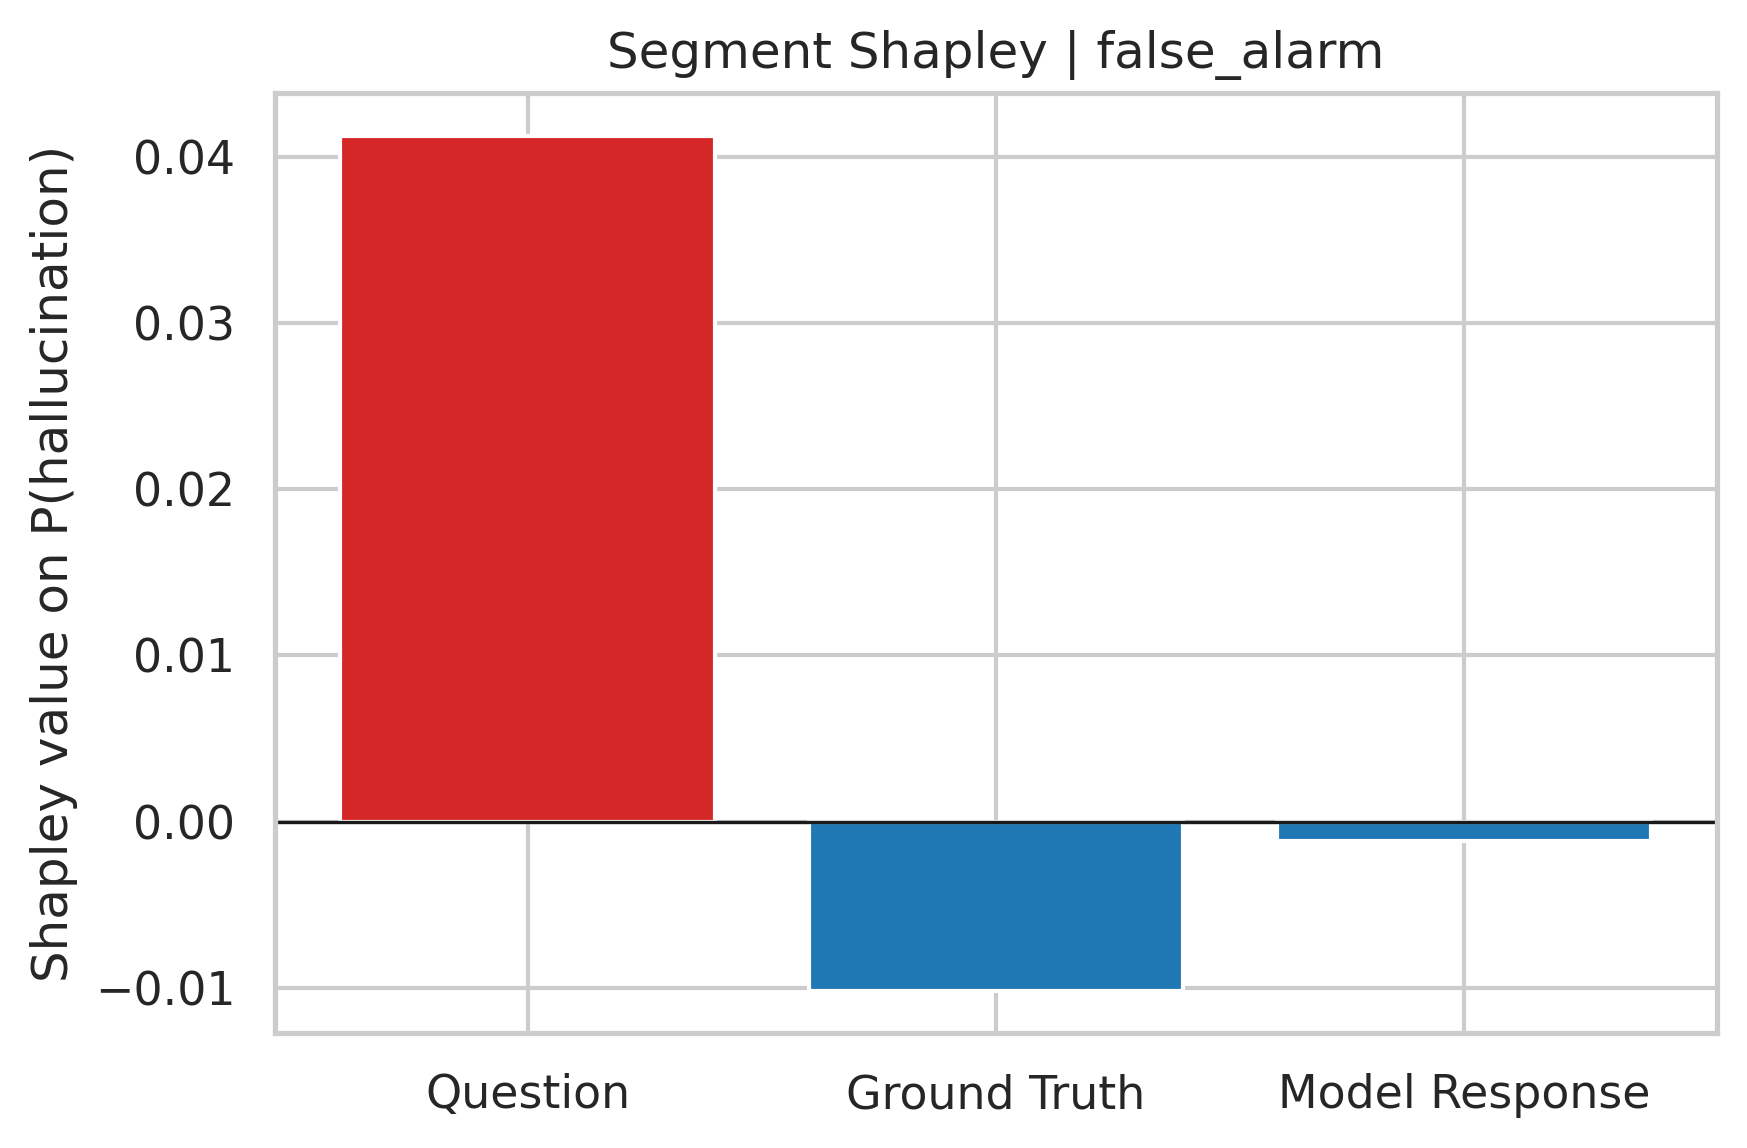 Segment Shapley | false_alarm
Shapley value on P(hallucination)
0.04
0.03
0.02
0.01
0.00
−0.01
Question
Ground Truth
Model Response